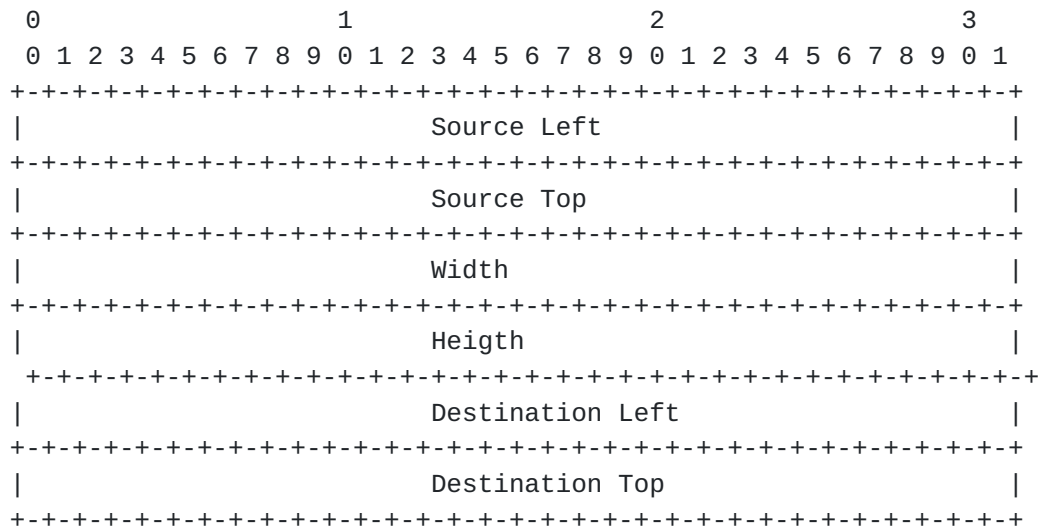 0                   1                   2                   3
 0 1 2 3 4 5 6 7 8 9 0 1 2 3 4 5 6 7 8 9 0 1 2 3 4 5 6 7 8 9 0 1
+-+-+-+-+-+-+-+-+-+-+-+-+-+-+-+-+-+-+-+-+-+-+-+-+-+-+-+-+-+-+-+-+
|                          Source Left                          |
+-+-+-+-+-+-+-+-+-+-+-+-+-+-+-+-+-+-+-+-+-+-+-+-+-+-+-+-+-+-+-+-+
|                          Source Top                           |
+-+-+-+-+-+-+-+-+-+-+-+-+-+-+-+-+-+-+-+-+-+-+-+-+-+-+-+-+-+-+-+-+
|                          Width                                |
+-+-+-+-+-+-+-+-+-+-+-+-+-+-+-+-+-+-+-+-+-+-+-+-+-+-+-+-+-+-+-+-+
|                          Heigth                               |
 +-+-+-+-+-+-+-+-+-+-+-+-+-+-+-+-+-+-+-+-+-+-+-+-+-+-+-+-+-+-+-+-+
|                          Destination Left                     |
+-+-+-+-+-+-+-+-+-+-+-+-+-+-+-+-+-+-+-+-+-+-+-+-+-+-+-+-+-+-+-+-+
|                          Destination Top                      |
+-+-+-+-+-+-+-+-+-+-+-+-+-+-+-+-+-+-+-+-+-+-+-+-+-+-+-+-+-+-+-+-+